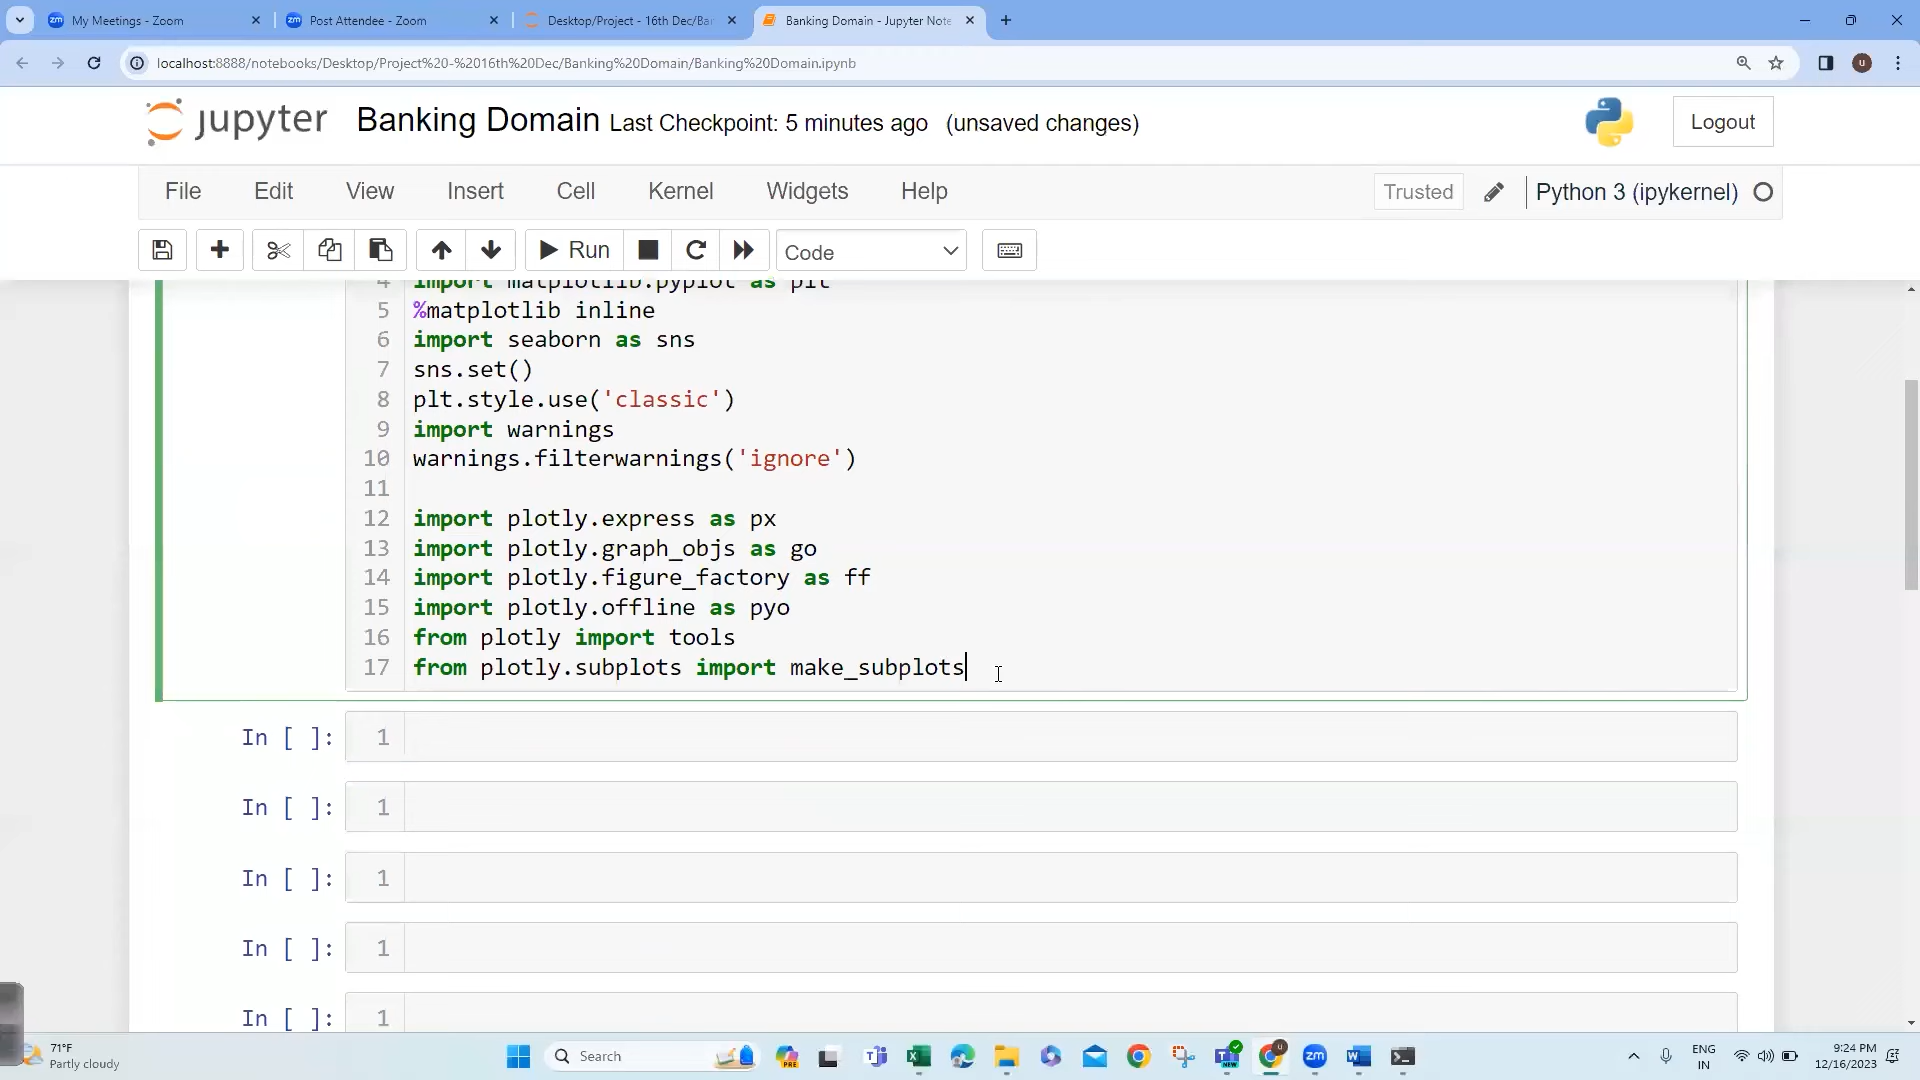 My Meetings - Zoom
Post Attendee - Zoom
Desktop/Project - 16th Dec/Ban
Banking Domain - Jupyter Note
localhost:8888/notebooks/Desktop/Project%20-%2016th%20Dec/Banking%20Domain/Banking%20Domain.ipynb
U
jupyter Banking Domain Last Checkpoint: 5 minutes ago (unsaved changes)
Logout
File Edit View Insert Cell Kernel Widgets Help
Trusted Python 3 (ipykernel)
Run Code
4 import matplotlib.pyplot as plt
5 %matplotlib inline
6 import seaborn as sns
7 sns.set()
8 plt.style.use('classic')
9 import warnings
10 warnings.filterwarnings('ignore')
11
12 import plotly.express as px
13 import plotly.graph_objs as go
14 import plotly.figure_factory as ff
15 import plotly.offline as pyo
16 from plotly import tools
17 from plotly.subplots import make_subplots
In [ ]: 1
In [ ]: 1
In [ ]: 1
In [ ]: 1
In [ ]: 1
71°F
Partly cloudy
Search
ENG
IN
9:24 PM
12/16/2023